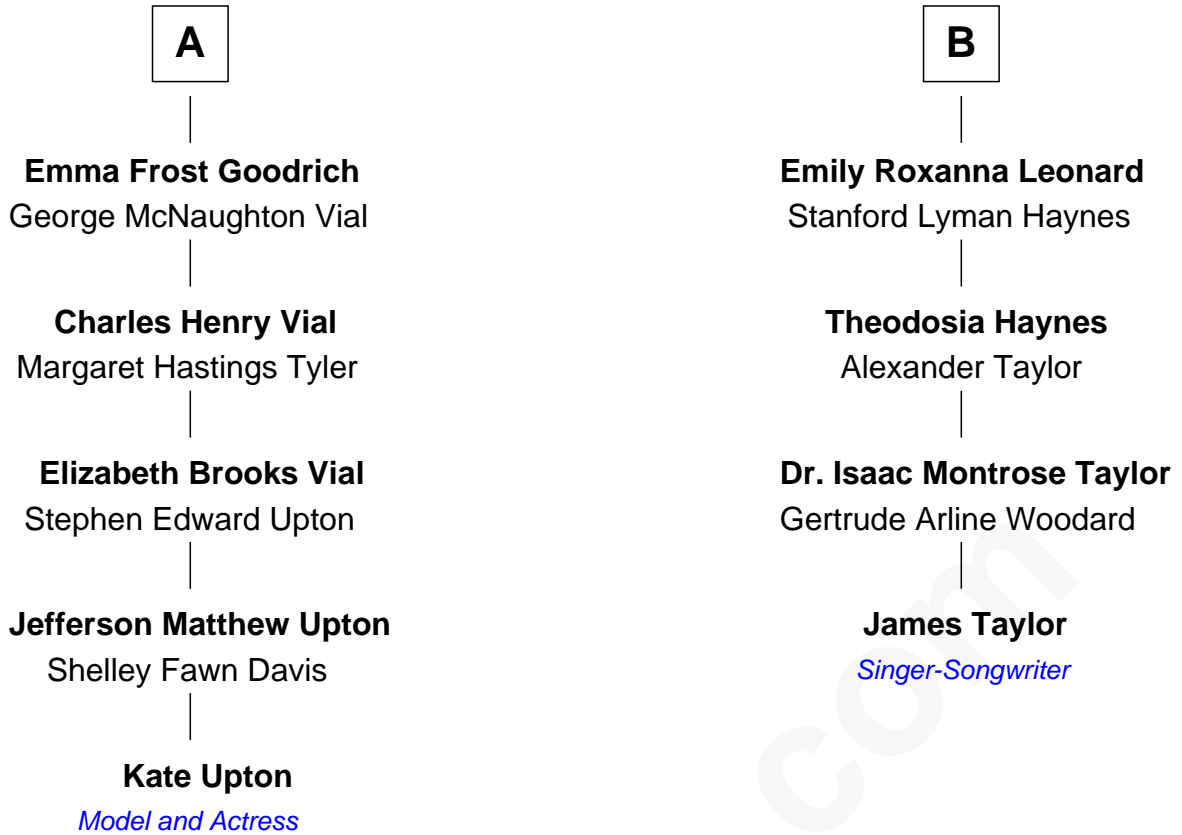 A
Emma Frost Goodrich
George McNaughton Vial
Charles Henry Vial
Margaret Hastings Tyler
Elizabeth Brooks Vial
Stephen Edward Upton
Jefferson Matthew Upton
Shelley Fawn Davis
Kate Upton
Model and Actress
B
Emily Roxanna Leonard
Stanford Lyman Haynes
Theodosia Haynes
Alexander Taylor
Dr. Isaac Montrose Taylor
Gertrude Arline Woodard
James Taylor
Singer-Songwriter
com